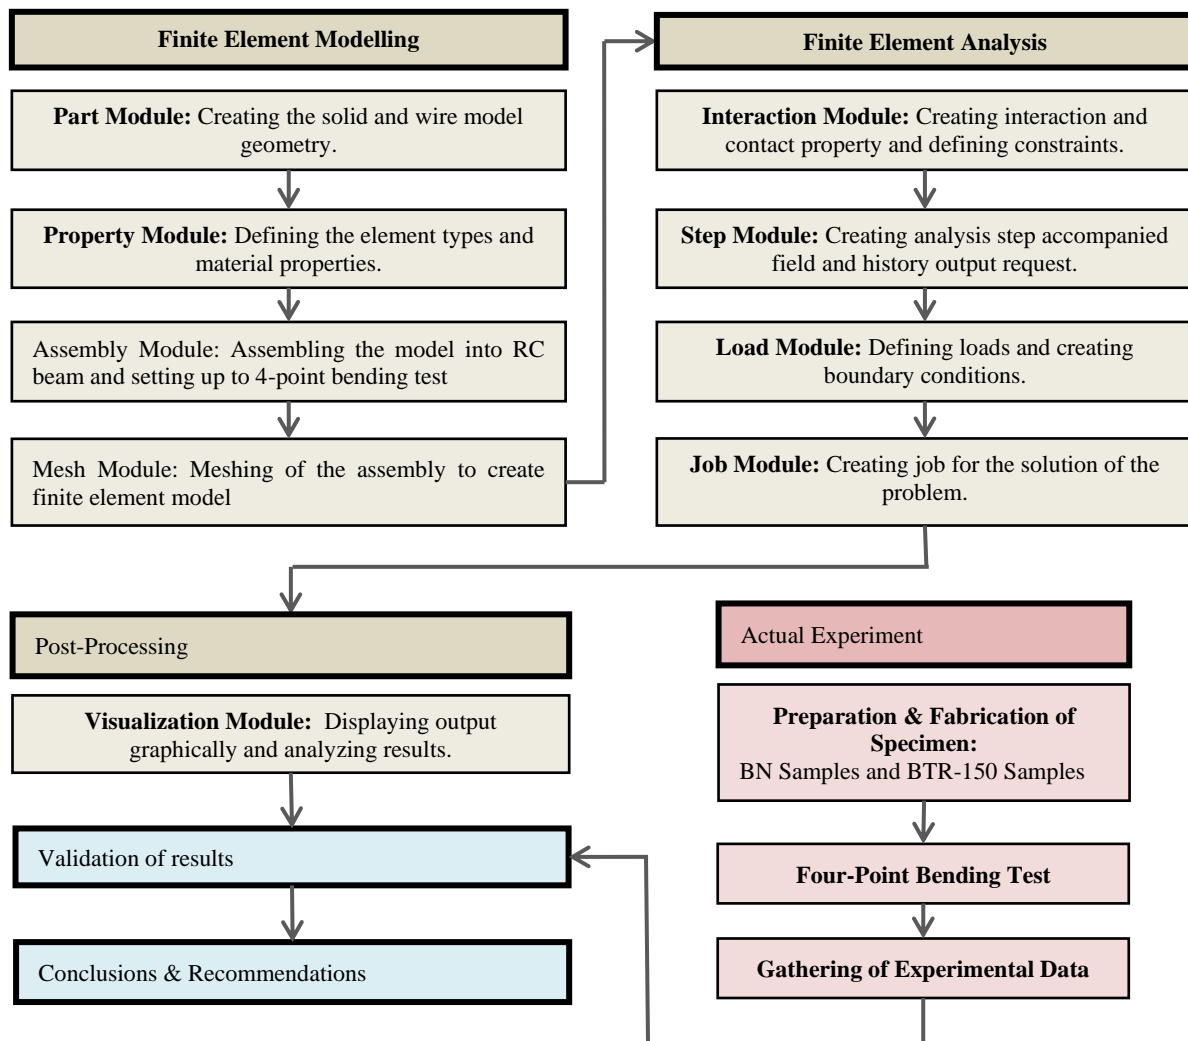 Finite Element Modelling
Part Module: Creating the solid and wire model
geometry.
Property Module: Defining the element types and
material properties.
Assembly Module: Assembling the model into RC
beam and setting up to 4-point bending test
Mesh Module: Meshing of the assembly to create
finite element model
Finite Element Analysis
Interaction Module: Creating interaction and
contact property and defining constraints.
Step Module: Creating analysis step accompanied
field and history output request.
Load Module: Defining loads and creating
boundary conditions.
Job Module: Creating job for the solution of the
problem.
Post-Processing
Visualization Module: Displaying output
graphically and analyzing results.
Validation of results
Conclusions & Recommendations
Actual Experiment
Preparation & Fabrication of
Specimen:
BN Samples and BTR-150 Samples
Four-Point Bending Test
Gathering of Experimental Data